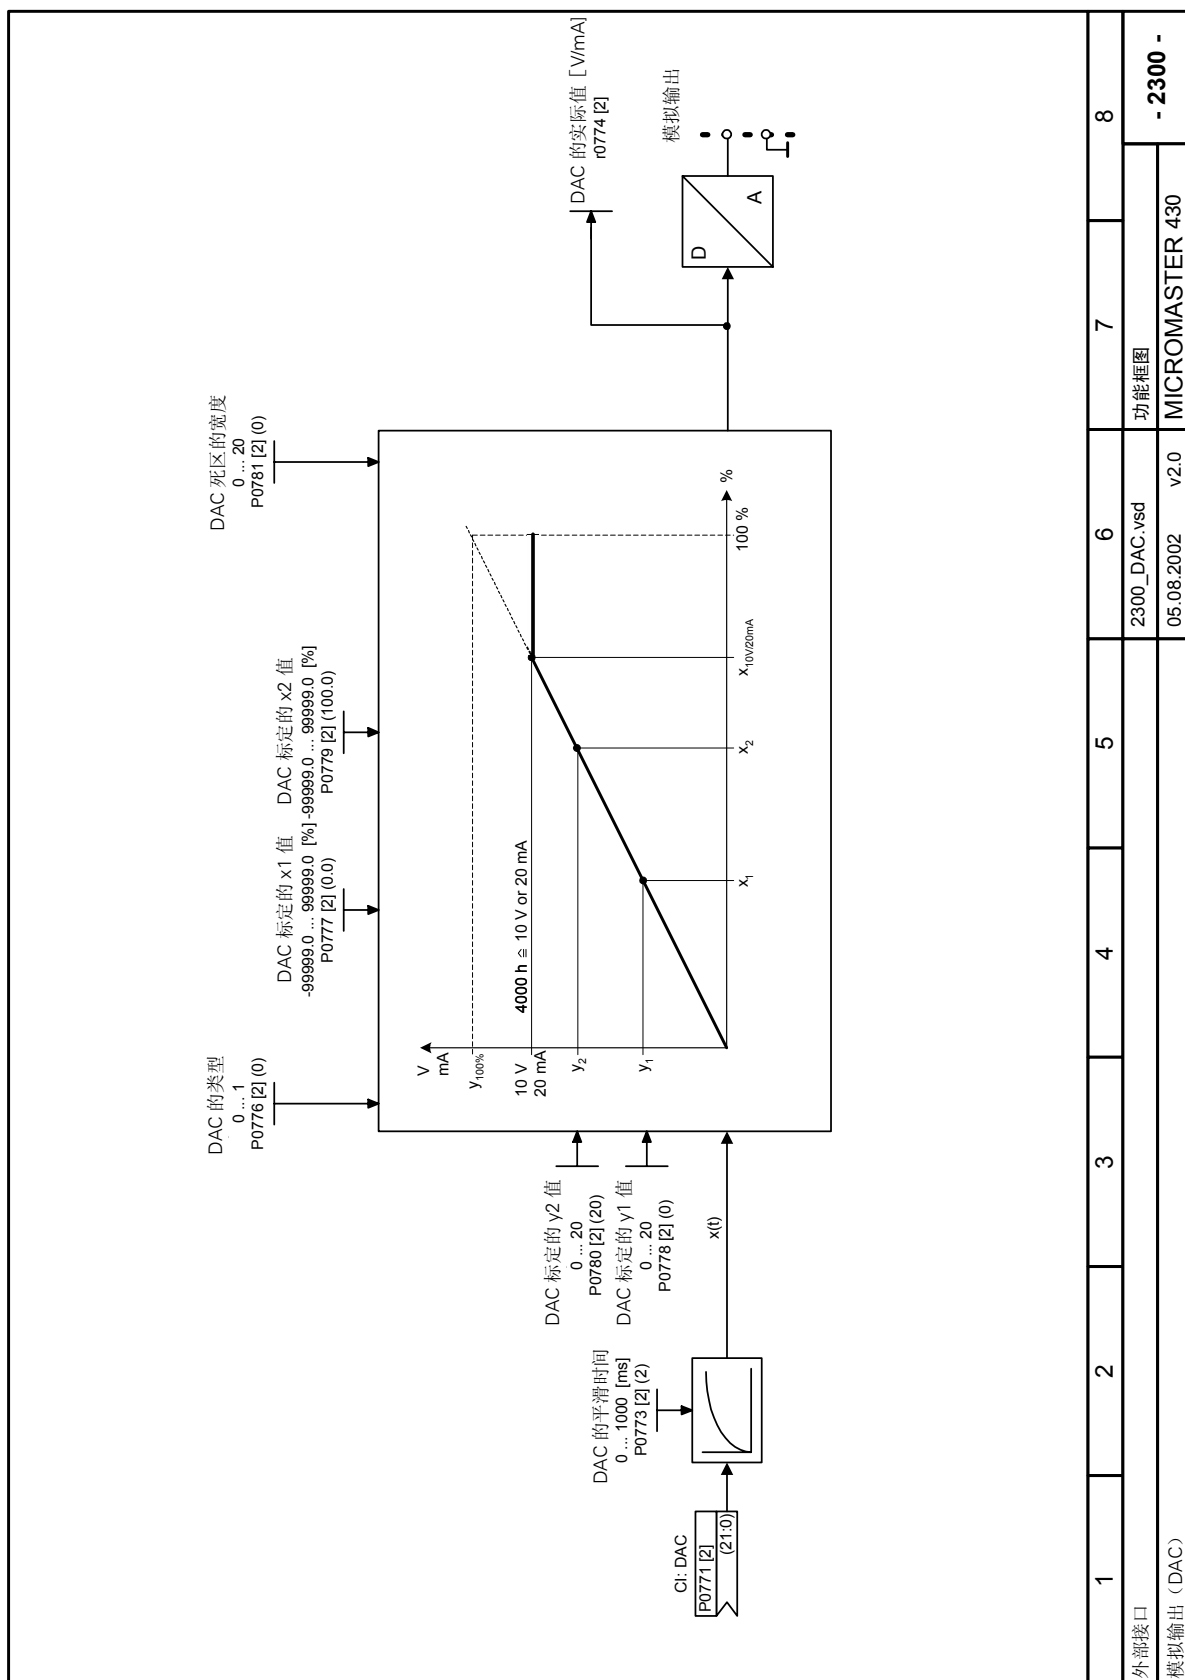 CI: DAC
P0771 [2]
(21:0)
DAC 的平滑时间
0 ... 1000 [ms]
P0773 [2] (2)
x(t)
DAC 标定的 y2 值
0 ... 20
P0780 [2] (20)
DAC 标定的 y1 值
0 ... 20
P0778 [2] (0)
DAC 的类型
0 ... 1
P0776 [2] (0)
DAC 标定的 x1 值
-99999.0 ... 99999.0 [%]
P0777 [2] (0.0)
DAC 标定的 x2 值
-99999.0 ... 99999.0 [%]
P0779 [2] (100.0)
DAC 死区的宽度
0 ... 20
P0781 [2] (0)
V
mA
y100%
10 V
20 mA
y2
y1
4000 h ≙ 10 V or 20 mA
x1
x2
x10V/20mA
100 %
%
DAC 的实际值 [V/mA]
r0774 [2]
D
A
模拟输出
1
2
3
4
5
6
7
8
外部接口
2300_DAC.vsd
功能框图
- 2300 -
模拟输出（DAC）
05.08.2002
v2.0
MICROMASTER 430